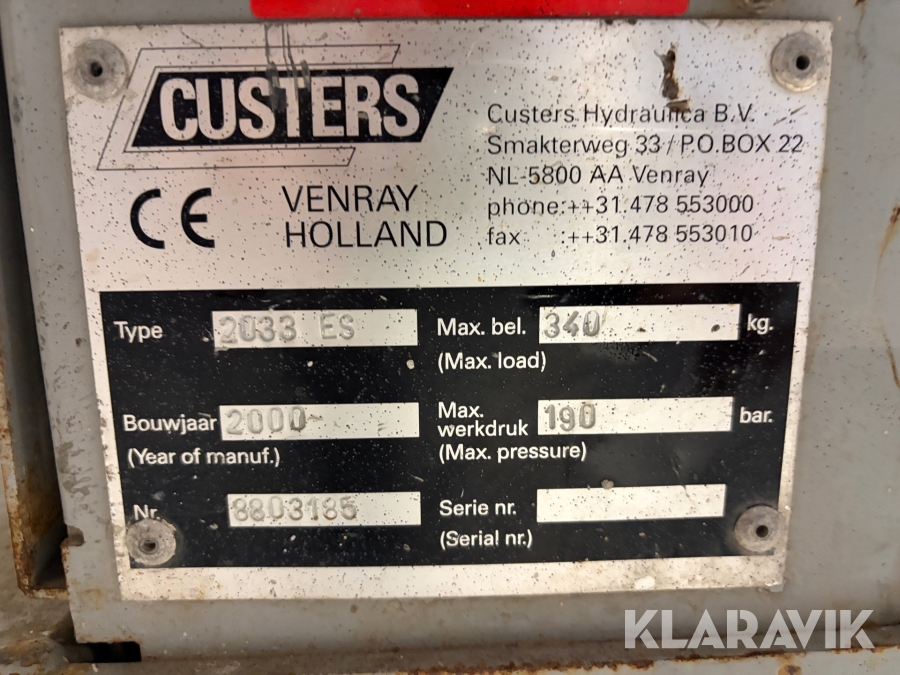 CUSTERS
CE
VENRAY
HOLLAND
Custers Hydraulica B.V.
Smakterweg 33 / P.O.BOX 22
NL-5800 AA Venray
phone:++31.478 553000
fax :++31.478 553010
Type 2033 ES
Max. bel. 340 kg.
(Max. load)
Bouwjaar 2000
(Year of manuf.)
Max.
werkdruk 190 bar.
(Max. pressure)
Nr. 8803185
Serie nr.
(Serial nr.)
KLARAVIK